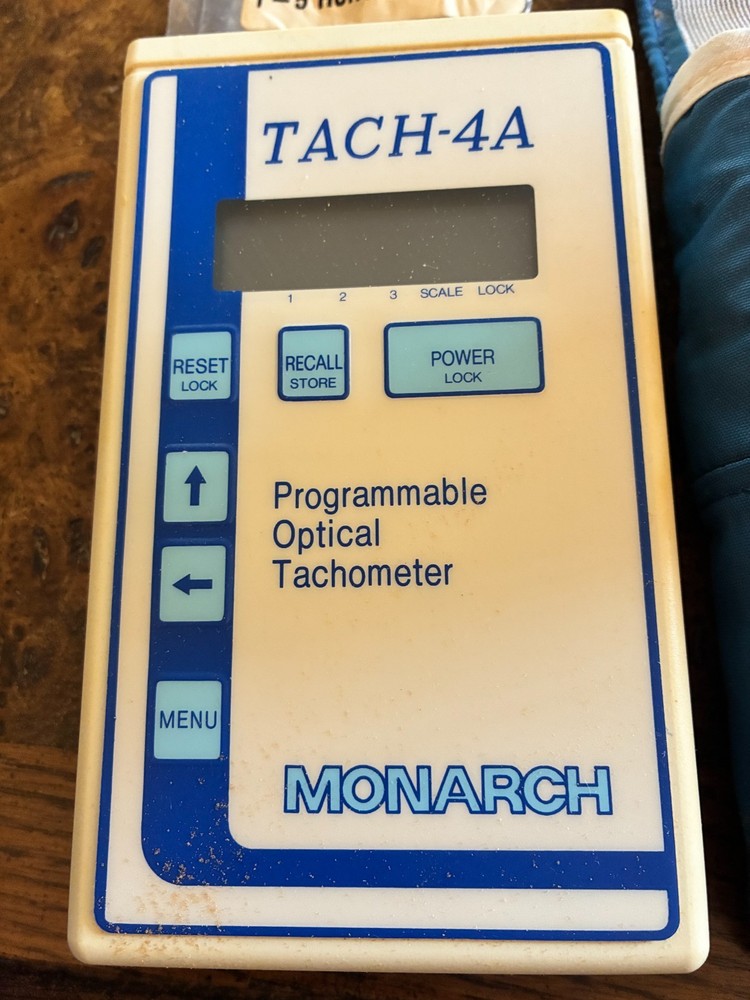 TACH-4A
1 2 3 SCALE LOCK
RESET
LOCK
RECALL
STORE
POWER
LOCK
Programmable
Optical
Tachometer
MENU
MONARCH